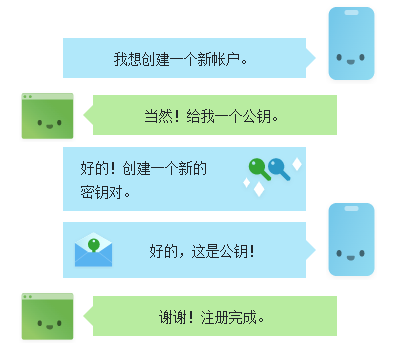 我想创建一个新帐户。
当然！给我一个公钥。
好的！创建一个新的
密钥对。
好的，这是公钥！
谢谢！注册完成。